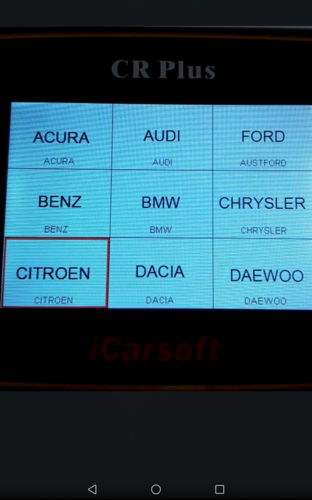 CR Plus
ACURA AUDI FORD
ACURA AUDI AUSTFORD
BENZ BMW CHRYSLER
BENZ BMW CHRYSLER
CITROEN DACIA DAEWOO
CITROEN DACIA DAEWOO
iCarsoft